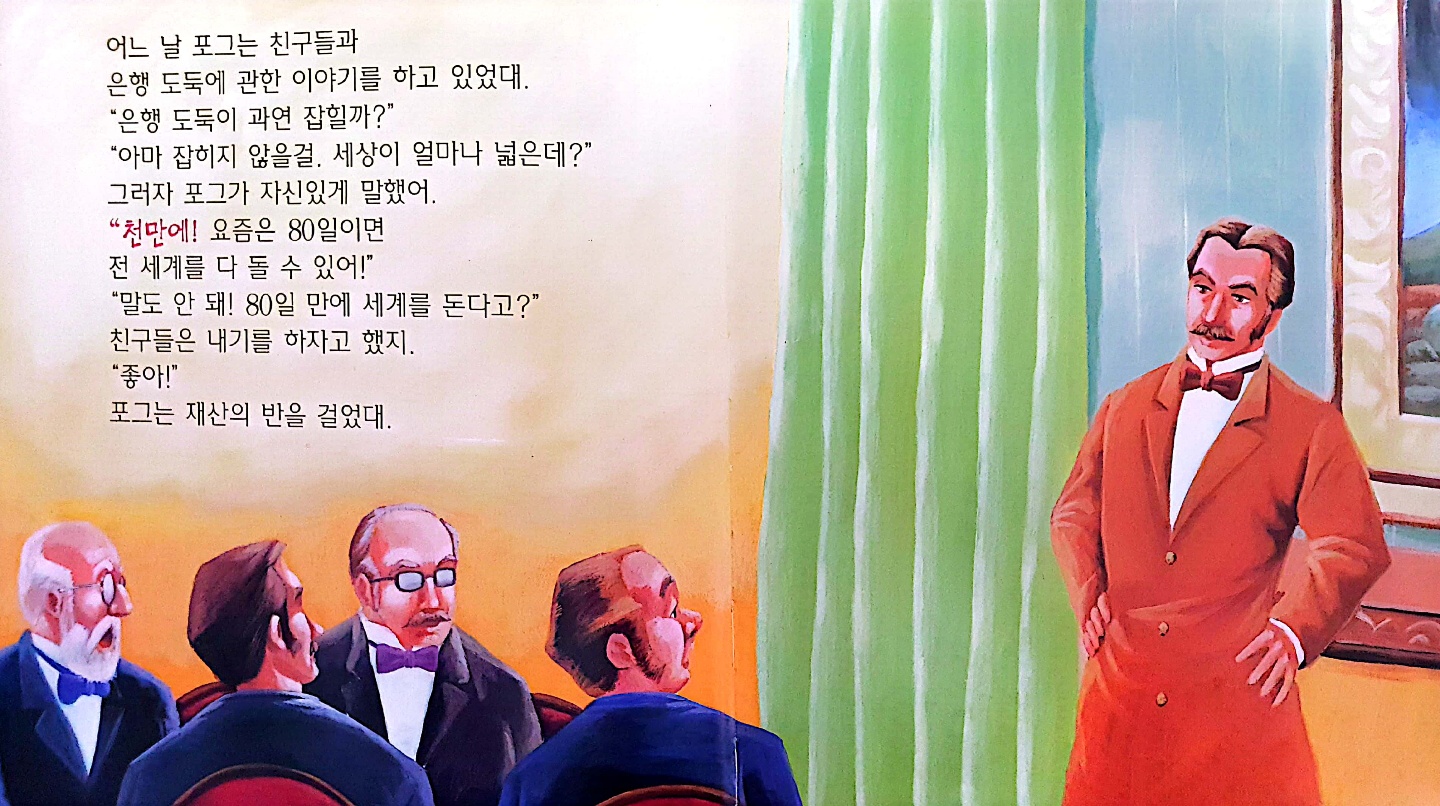 어느 날 포그는 친구들과
은행 도둑에 관한 이야기를 하고 있었대.
“은행 도둑이 과연 잡힐까?”
“아마 잡히지 않을걸. 세상이 얼마나 넓은데?”
그러자 포그가 자신있게 말했어.
“천만에! 요즘은 80일이면
전 세계를 다 돌 수 있어!”
“말도 안 돼! 80일 만에 세계를 돈다고?”
친구들은 내기를 하자고 했지.
“좋아!”
포그는 재산의 반을 걸었대.